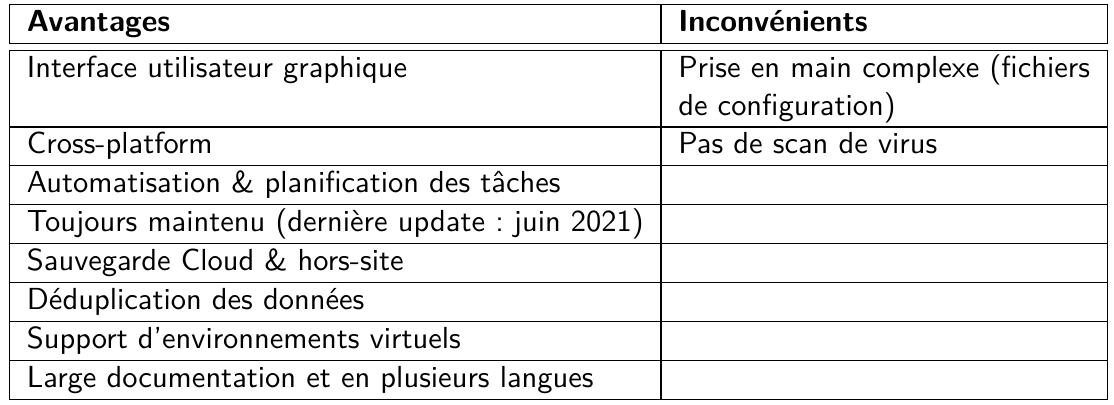 Avantages Inconvénients
Interface utilisateur graphique Prise en main complexe (fichiers
de configuration)
Cross-platform Pas de scan de virus
Automatisation & planification des tâches
Toujours maintenu (dernière update : juin 2021)
Sauvegarde Cloud & hors-site
Déduplication des données
Support d'environnements virtuels
Large documentation et en plusieurs langues